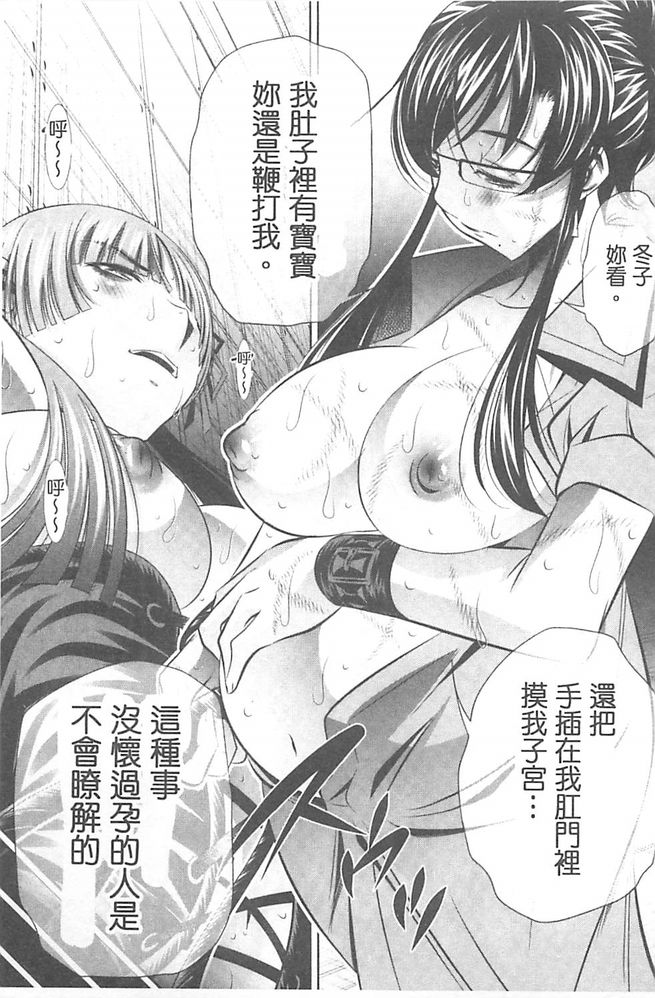 冬子
妳看。
我肚子裡有寶寶
妳還是鞭打我。
還把
手插在我肛門裡
摸我子宮…
呼～～
呼～～
呼～～
這種事
沒懷過孕的人是
不會瞭解的